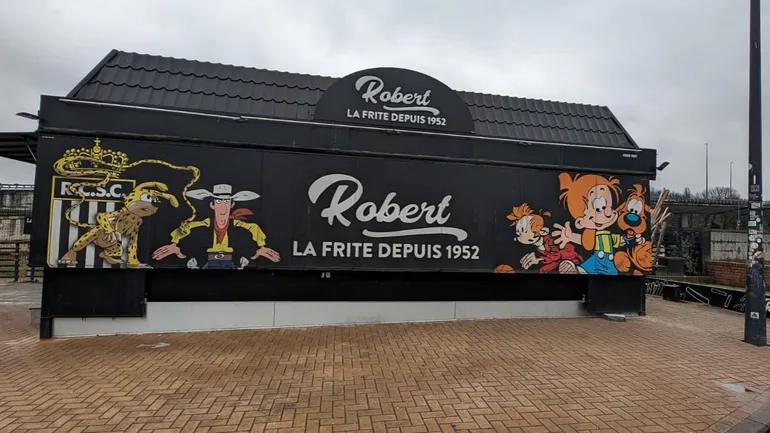 Robert
LA FRITE DEPUIS 1952
R.C.S.C.
Robert
LA FRITE DEPUIS 1952